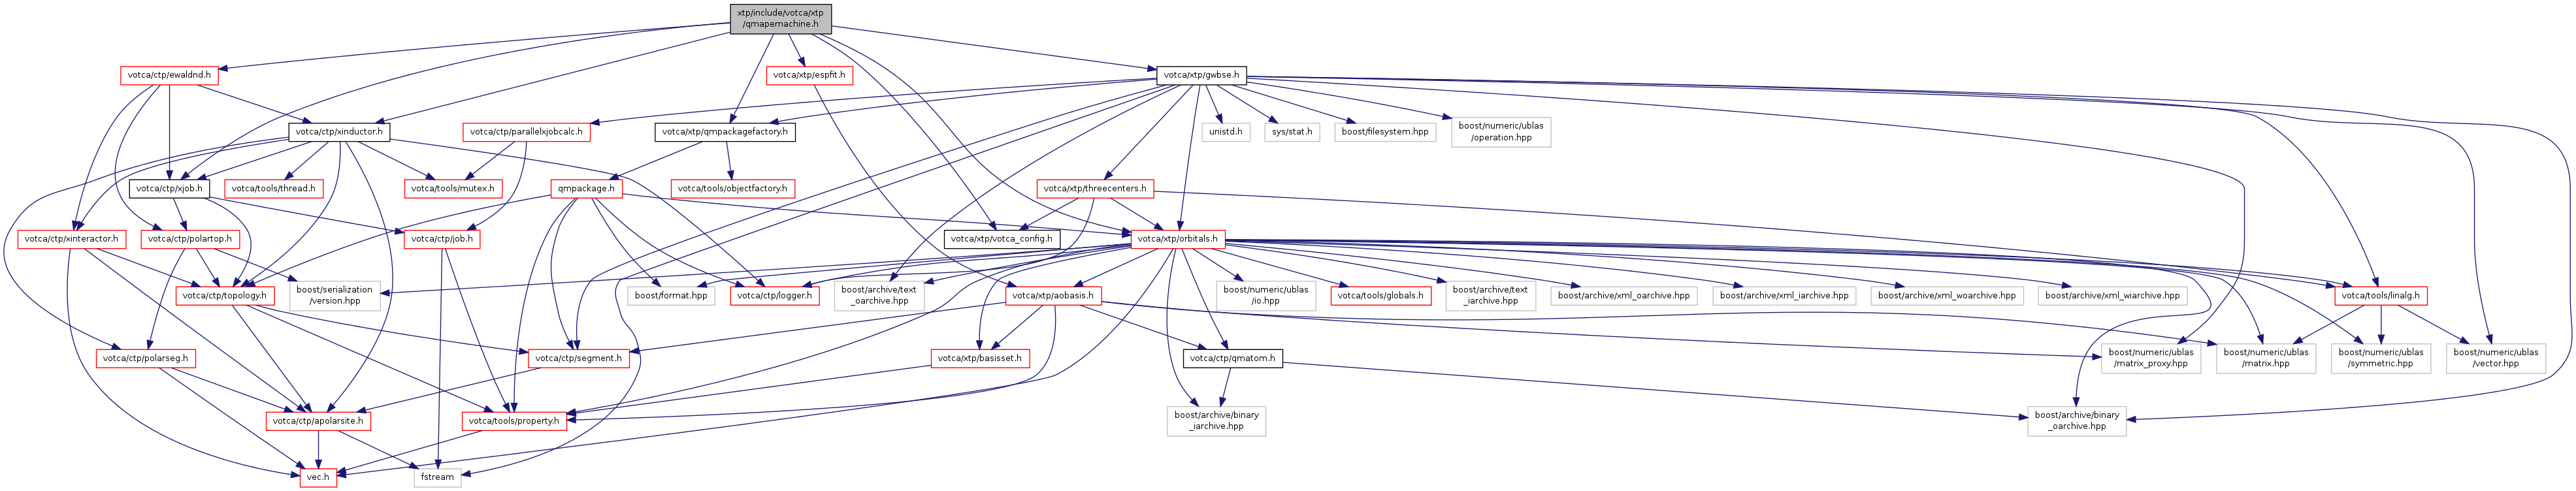 xtp/include/votca/xtp
/qmapemachine.h
votca/ctp/ewaldnd.h
votca/xtp/espfit.h
votca/xtp/gwbse.h
votca/ctp/xinductor.h
votca/ctp/parallelxjobcalc.h
votca/xtp/qmpackagefactory.h
unistd.h
sys/stat.h
boost/filesystem.hpp
boost/numeric/ublas
/operation.hpp
votca/ctp/xjob.h
votca/tools/thread.h
votca/tools/mutex.h
qmpackage.h
votca/tools/objectfactory.h
votca/xtp/threecenters.h
votca/ctp/xinteractor.h
votca/ctp/polartop.h
votca/ctp/job.h
votca/xtp/votca_config.h
votca/xtp/orbitals.h
votca/ctp/topology.h
boost/serialization
/version.hpp
boost/format.hpp
votca/ctp/logger.h
boost/archive/text
_oarchive.hpp
votca/xtp/aobasis.h
boost/numeric/ublas
/io.hpp
votca/tools/globals.h
boost/archive/text
_iarchive.hpp
boost/archive/xml_oarchive.hpp
boost/archive/xml_iarchive.hpp
boost/archive/xml_woarchive.hpp
boost/archive/xml_wiarchive.hpp
votca/tools/linalg.h
votca/ctp/polarseg.h
votca/ctp/segment.h
votca/xtp/basisset.h
votca/ctp/qmatom.h
boost/numeric/ublas
/matrix_proxy.hpp
boost/numeric/ublas
/matrix.hpp
boost/numeric/ublas
/symmetric.hpp
boost/numeric/ublas
/vector.hpp
votca/ctp/apolarsite.h
votca/tools/property.h
boost/archive/binary
_iarchive.hpp
boost/archive/binary
_oarchive.hpp
vec.h
fstream